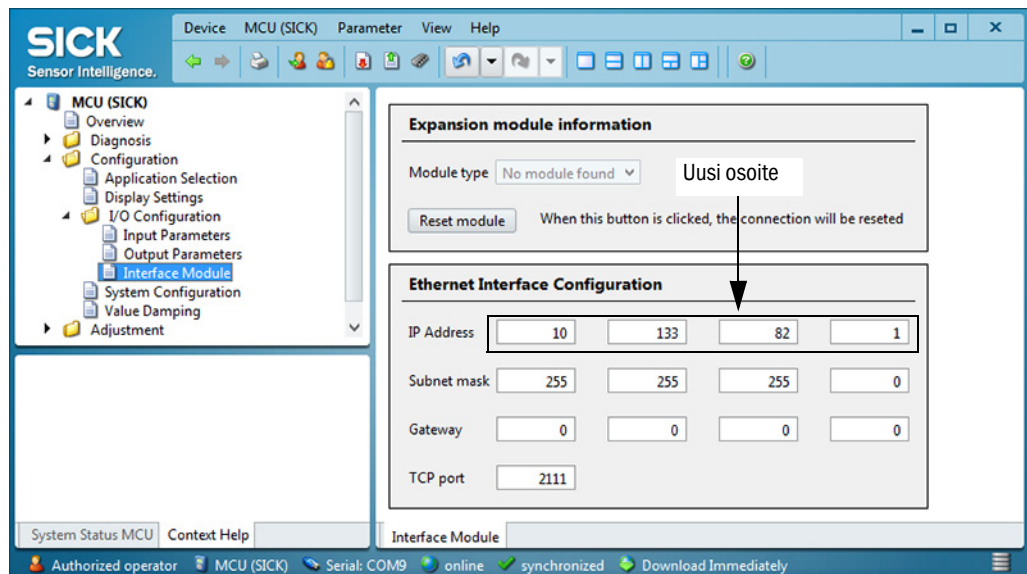 SICK
Sensor Intelligence.
Device MCU (SICK) Parameter View Help
MCU (SICK)
Overview
Diagnosis
Configuration
Application Selection
Display Settings
I/O Configuration
Input Parameters
Output Parameters
Interface Module
System Configuration
Value Damping
Adjustment
System Status MCU Context Help
Expansion module information
Module type No module found
Uusi osoite
Reset module When this button is clicked, the connection will be reseted
Ethernet Interface Configuration
IP Address 10 133 82 1
Subnet mask 255 255 255 0
Gateway 0 0 0 0
TCP port 2111
Interface Module
Authorized operator MCU (SICK) Serial: COM9 online synchronized Download Immediately